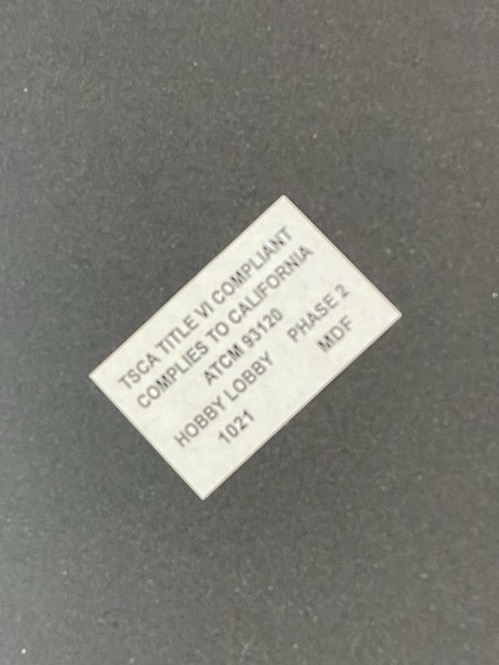 TSCA TITLE VI COMPLIANT
COMPLIES TO CALIFORNIA
ATCM 93120
HOBBY LOBBY PHASE 2
1021 MDF